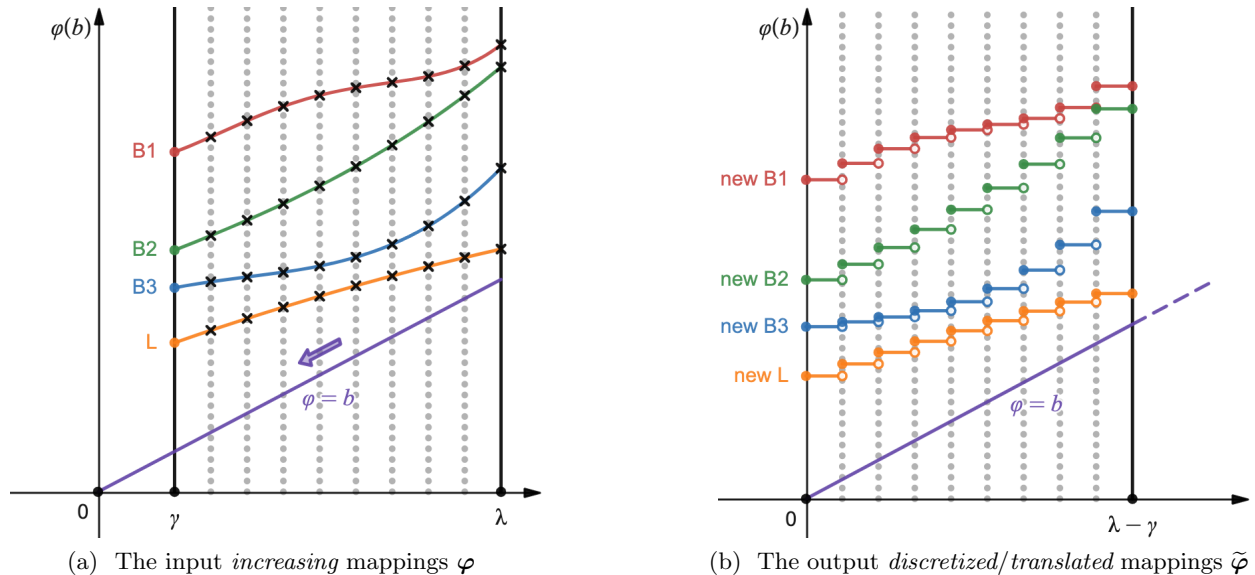 φ(b)
B1
B2
B3
L
φ = b
0
γ
λ
(a) The input increasing mappings φ
φ(b)
new B1
new B2
new B3
new L
φ = b
0
λ − γ
(b) The output discretized/translated mappings φ̃